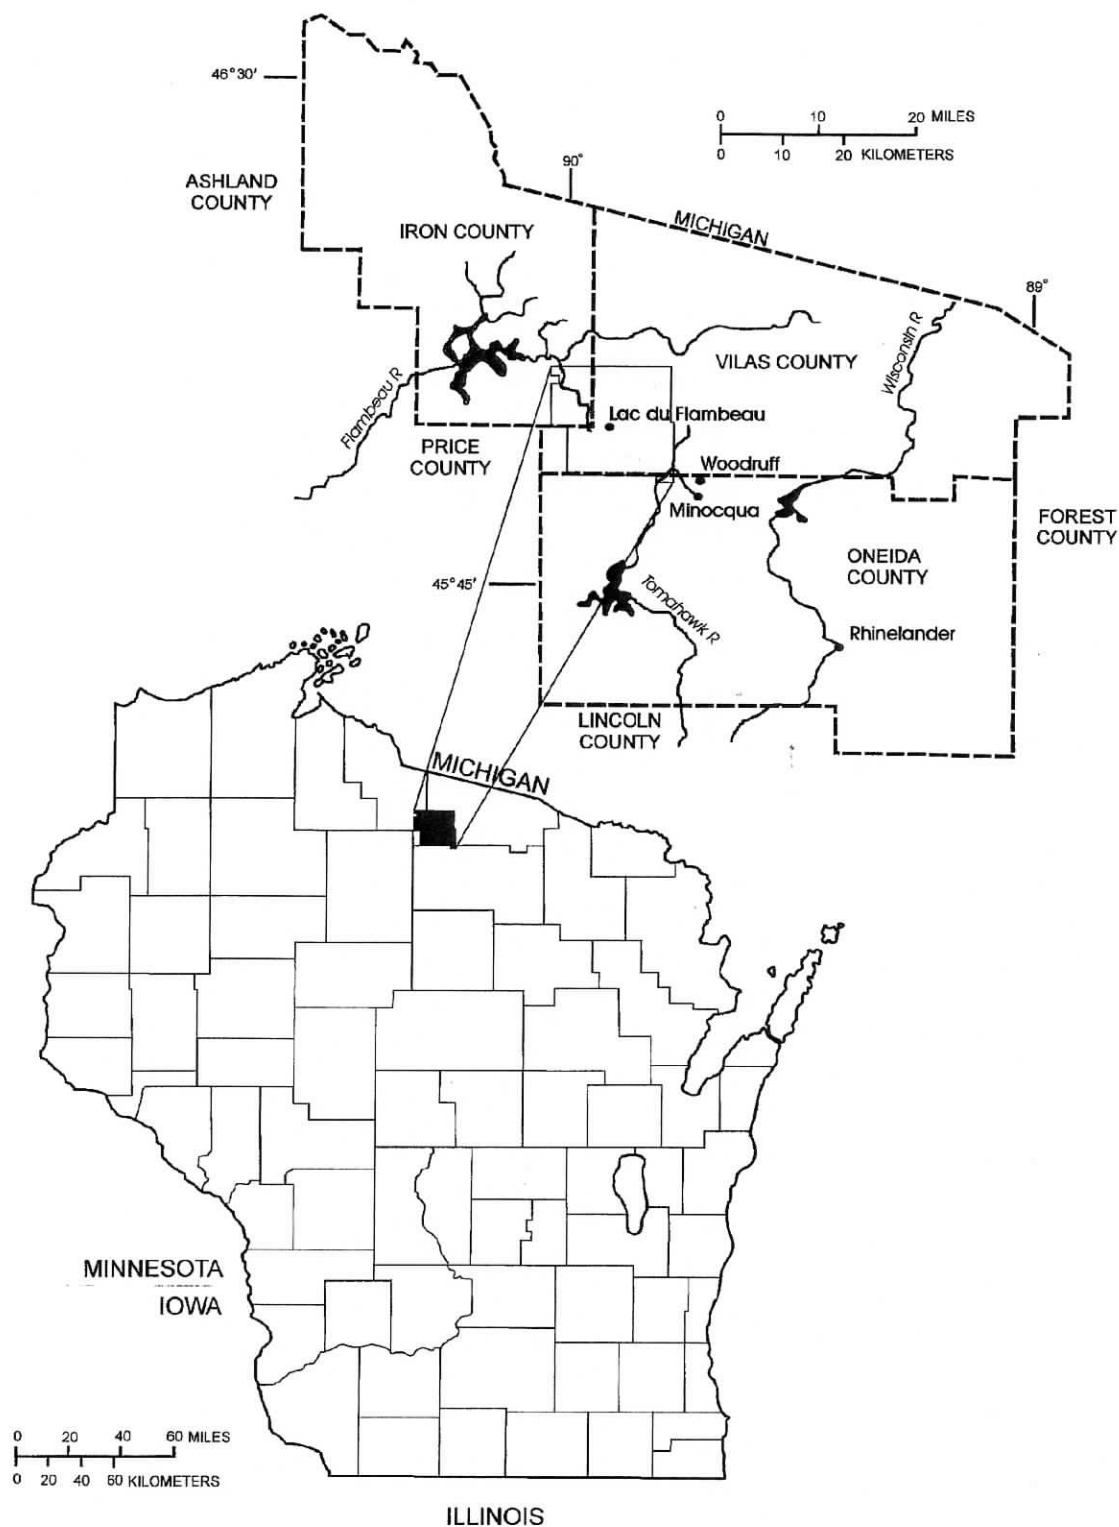 46°30'
0 10 20 MILES
0 10 20 KILOMETERS
90°
ASHLAND
COUNTY
MICHIGAN
IRON COUNTY
89°
Wisconsin R
VILAS COUNTY
Flambeau R
Lac du Flambeau
PRICE
COUNTY
Woodruff
Minocqua
FOREST
COUNTY
ONEIDA
COUNTY
45°45'
Tomahawk R
Rhinelander
LINCOLN
COUNTY
MICHIGAN
MINNESOTA
IOWA
0 20 40 60 MILES
0 20 40 60 KILOMETERS
ILLINOIS